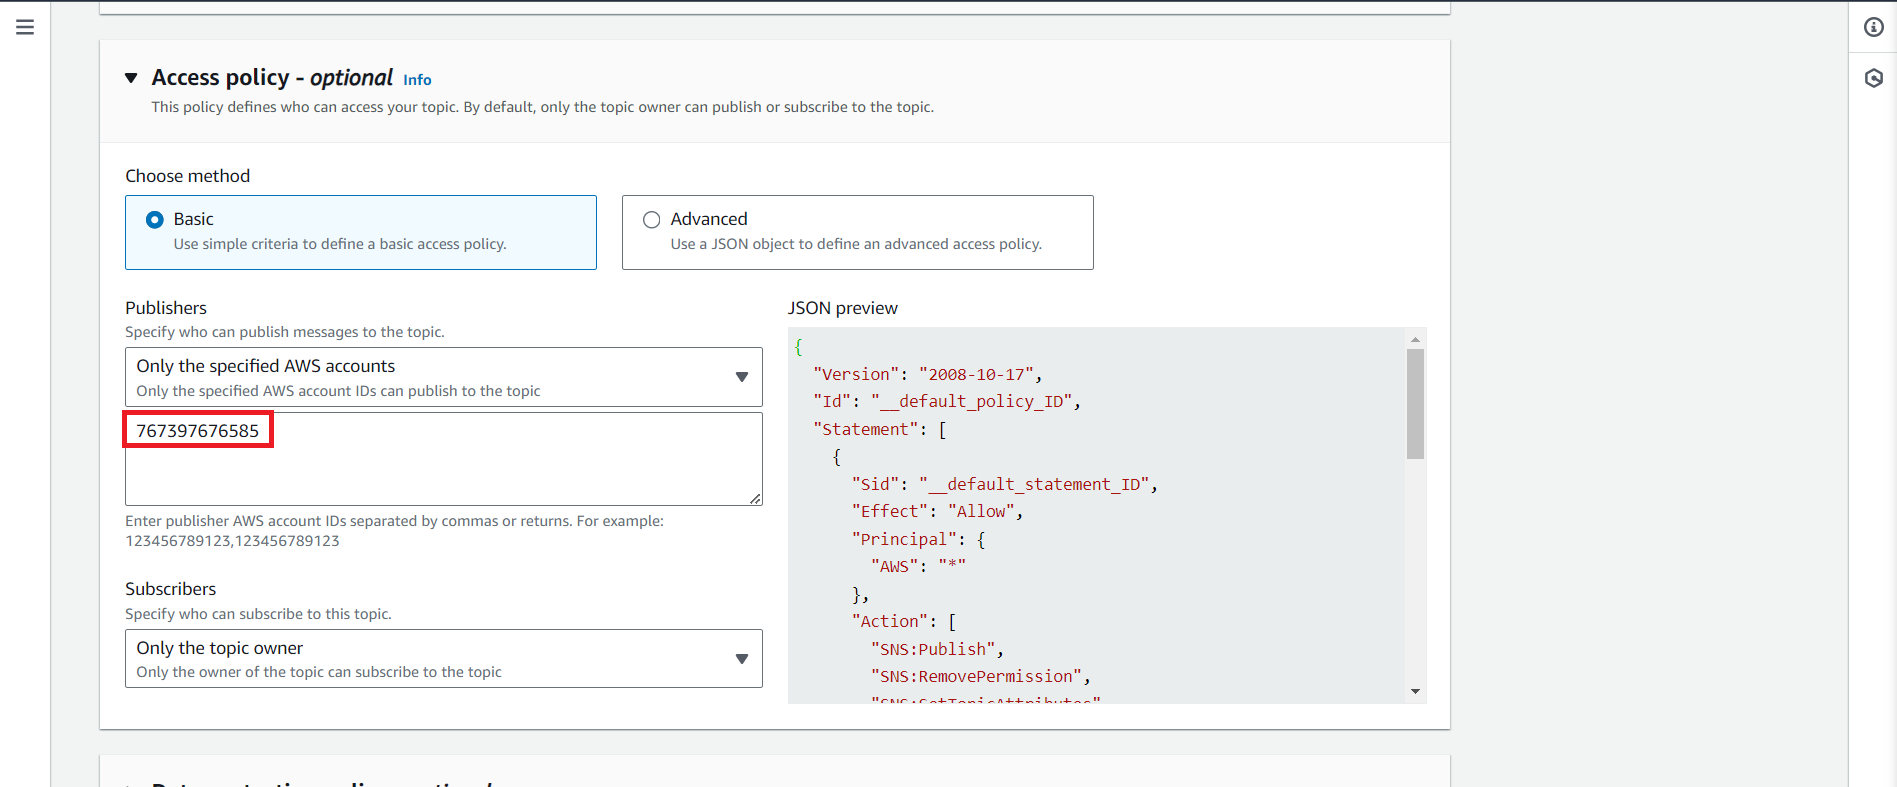 Access policy - optional Info
This policy defines who can access your topic. By default, only the topic owner can publish or subscribe to the topic.
Choose method
Basic
Use simple criteria to define a basic access policy.
Advanced
Use a JSON object to define an advanced access policy.
Publishers
Specify who can publish messages to the topic.
Only the specified AWS accounts
Only the specified AWS account IDs can publish to the topic
767397676585
Enter publisher AWS account IDs separated by commas or returns. For example:
123456789123,123456789123
Subscribers
Specify who can subscribe to this topic.
Only the topic owner
Only the owner of the topic can subscribe to the topic
JSON preview
{
"Version": "2008-10-17",
"Id": "__default_policy_ID",
"Statement": [
{
"Sid": "__default_statement_ID",
"Effect": "Allow",
"Principal": {
"AWS": "*"
},
"Action": [
"SNS:Publish",
"SNS:RemovePermission",
"SNS:SetTopicAttributes"